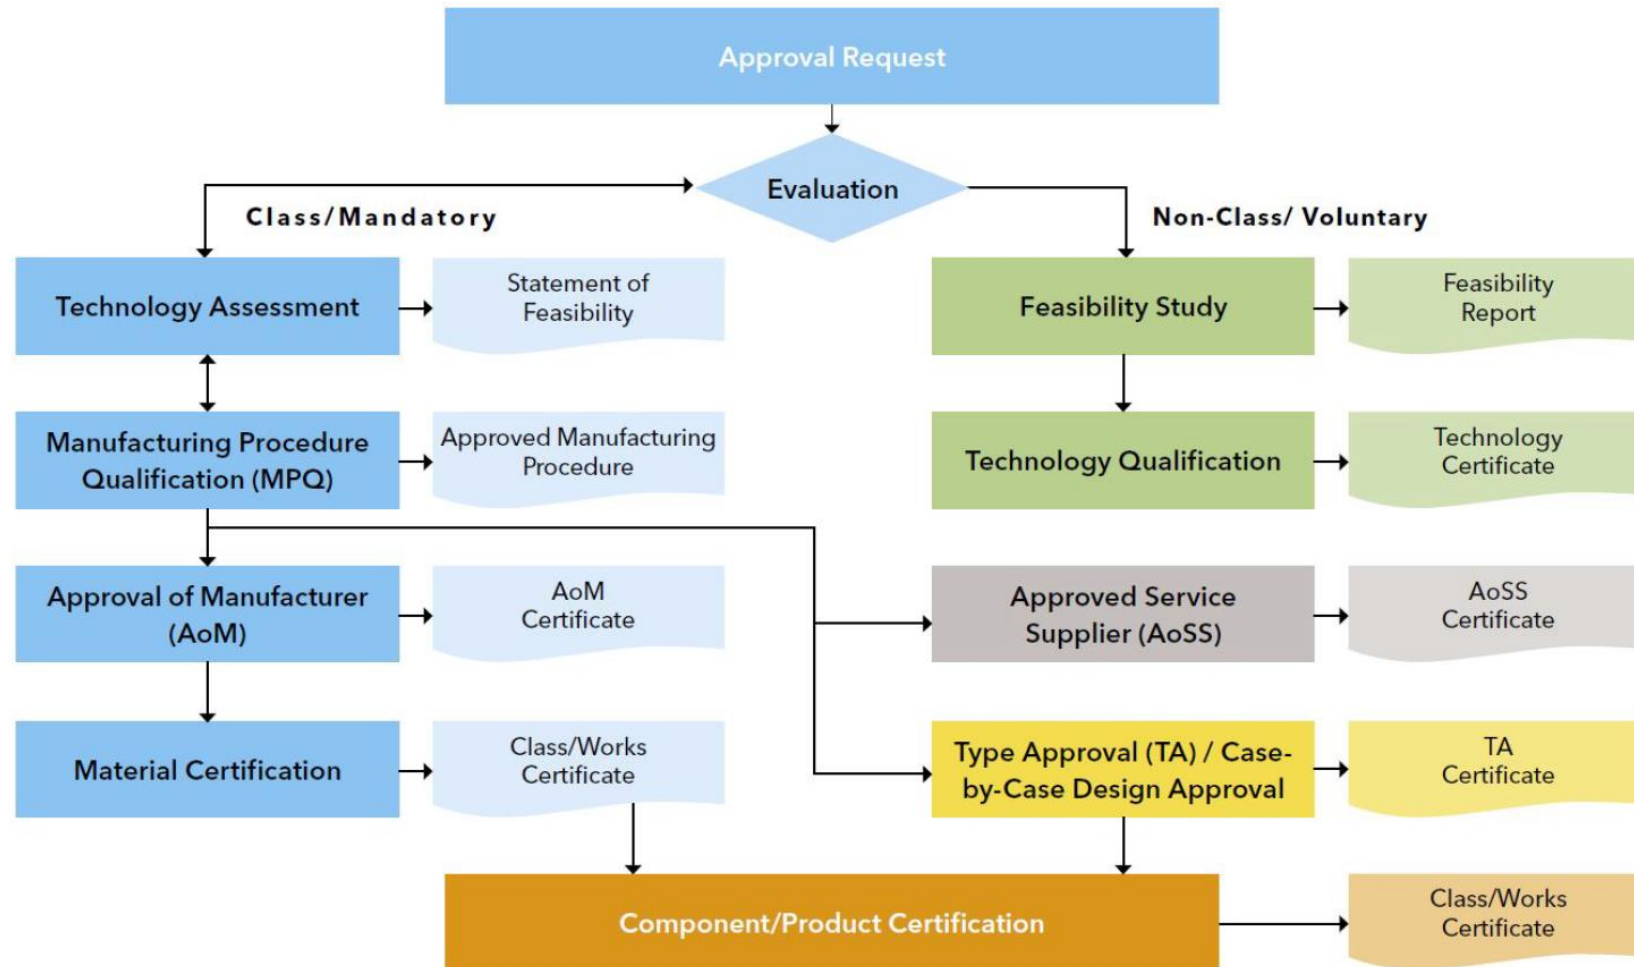 Approval Request
Evaluation
Class/Mandatory
Non-Class/ Voluntary
Technology Assessment
Statement of
Feasibility
Feasibility Study
Feasibility
Report
Manufacturing Procedure
Qualification (MPQ)
Approved Manufacturing
Procedure
Technology Qualification
Technology
Certificate
Approval of Manufacturer
(AoM)
AoM
Certificate
Approved Service
Supplier (AoSS)
AoSS
Certificate
Material Certification
Class/Works
Certificate
Type Approval (TA) / Case-
by-Case Design Approval
TA
Certificate
Component/Product Certification
Class/Works
Certificate